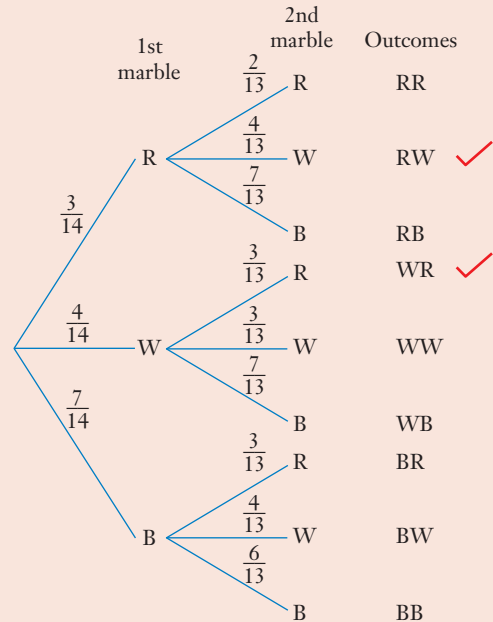 1st marble
2nd marble
Outcomes
2/13 R RR
4/13 W RW
7/13 B RB
3/14 R
3/13 R WR
3/13 W WW
7/13 B WB
4/14 W
3/13 R BR
4/13 W BW
6/13 B BB
7/14 B